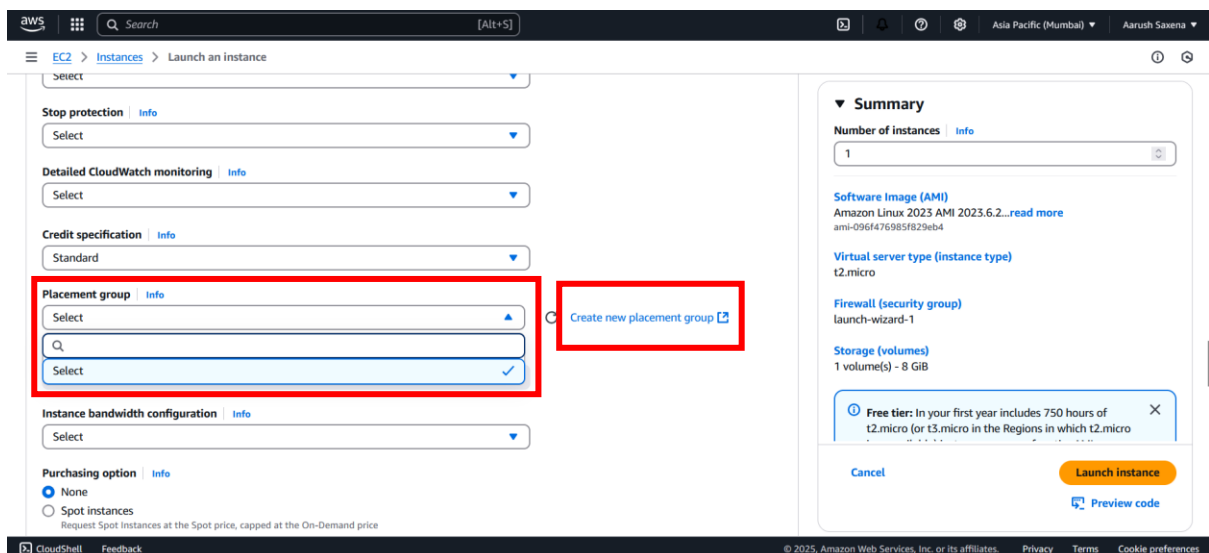 aws
Search
[Alt+S]
Asia Pacific (Mumbai)
Aarush Saxena
EC2 > Instances > Launch an instance
Select
Stop protection | Info
Select
Detailed CloudWatch monitoring | Info
Select
Credit specification | Info
Standard
Placement group | Info
Select
Create new placement group
Select
Instance bandwidth configuration | Info
Select
Purchasing option | Info
None
Spot instances
Request Spot Instances at the Spot price, capped at the On-Demand price
Summary
Number of instances | Info
1
Software Image (AMI)
Amazon Linux 2023 AMI 2023.6.2...read more
ami-096f476985f829eb4
Virtual server type (instance type)
t2.micro
Firewall (security group)
launch-wizard-1
Storage (volumes)
1 volume(s) - 8 GiB
Free tier: In your first year includes 750 hours of
t2.micro (or t3.micro in the Regions in which t2.micro
Cancel
Launch instance
Preview code
CloudShell
Feedback
© 2025, Amazon Web Services, Inc. or its affiliates.
Privacy
Terms
Cookie preferences